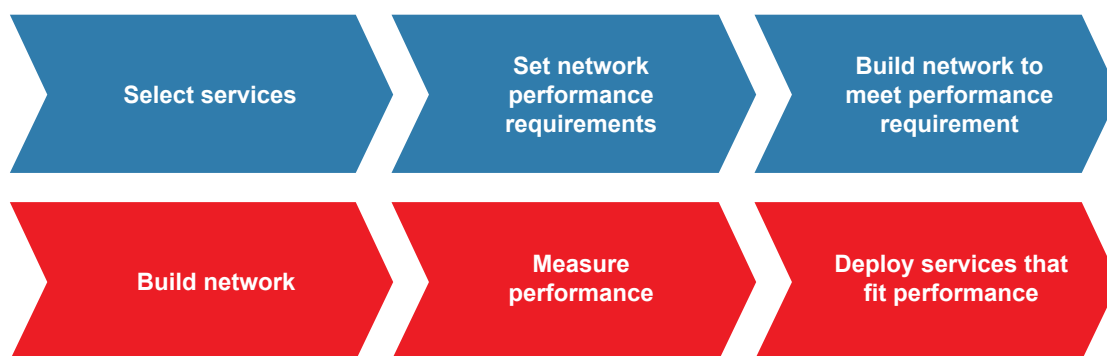 Select services
Set network
performance
requirements
Build network to
meet performance
requirement
Build network
Measure
performance
Deploy services that
fit performance